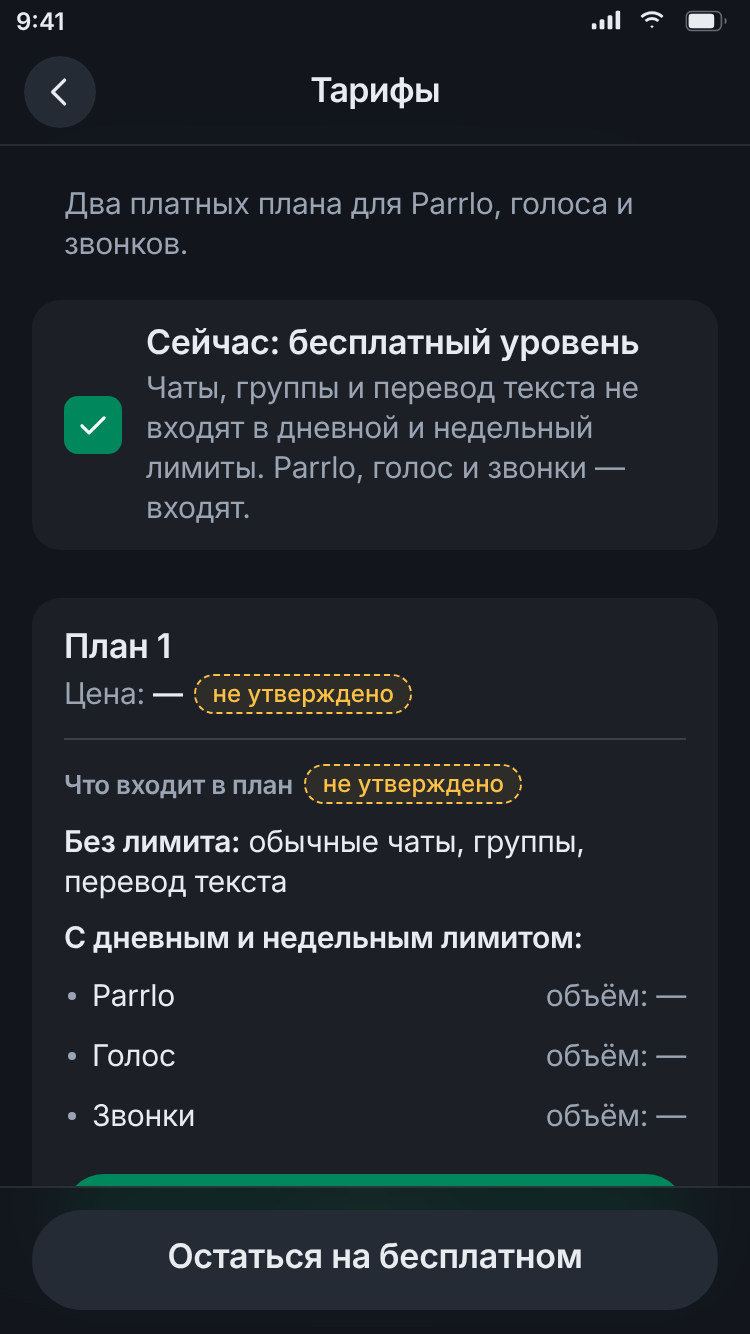 9:41
Тарифы
Два платных плана для Parrlo, голоса и
звонков.
Сейчас: бесплатный уровень
Чаты, группы и перевод текста не
входят в дневной и недельный
лимиты. Parrlo, голос и звонки —
входят.
План 1
Цена: — не утверждено
Что входит в план не утверждено
Без лимита: обычные чаты, группы,
перевод текста
С дневным и недельным лимитом:
• Parrlo объём: —
• Голос объём: —
• Звонки объём: —
Остаться на бесплатном